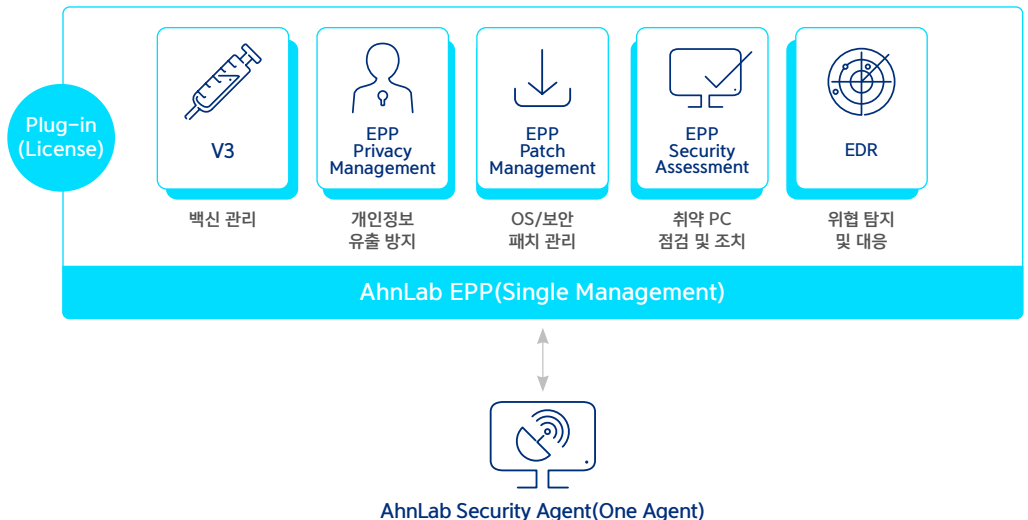 Plug-in
(License)
V3
백신 관리
EPP
Privacy
Management
개인정보
유출 방지
EPP
Patch
Management
OS/보안
패치 관리
EPP
Security
Assessment
취약 PC
점검 및 조치
EDR
위협 탐지
및 대응
AhnLab EPP(Single Management)
AhnLab Security Agent(One Agent)